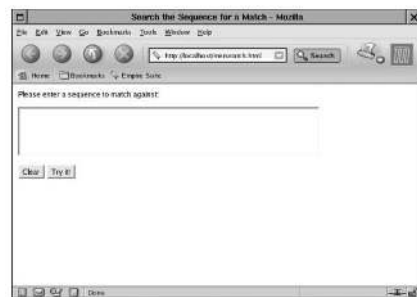 Search the Sequence for a Match - Mozilla
File Edit View Go Bookmarks Tools Window Help
Search
Home Bookmarks Empire Suite
Please enter a sequence to match against:
Clear Try it!
Done